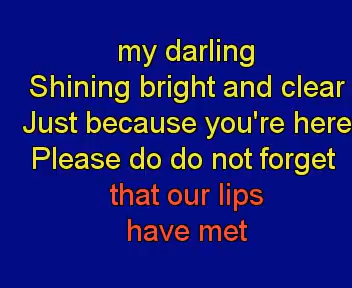 my darling
Shining bright and clear
Just because you're here
Please do do not forget
that our lips
have met